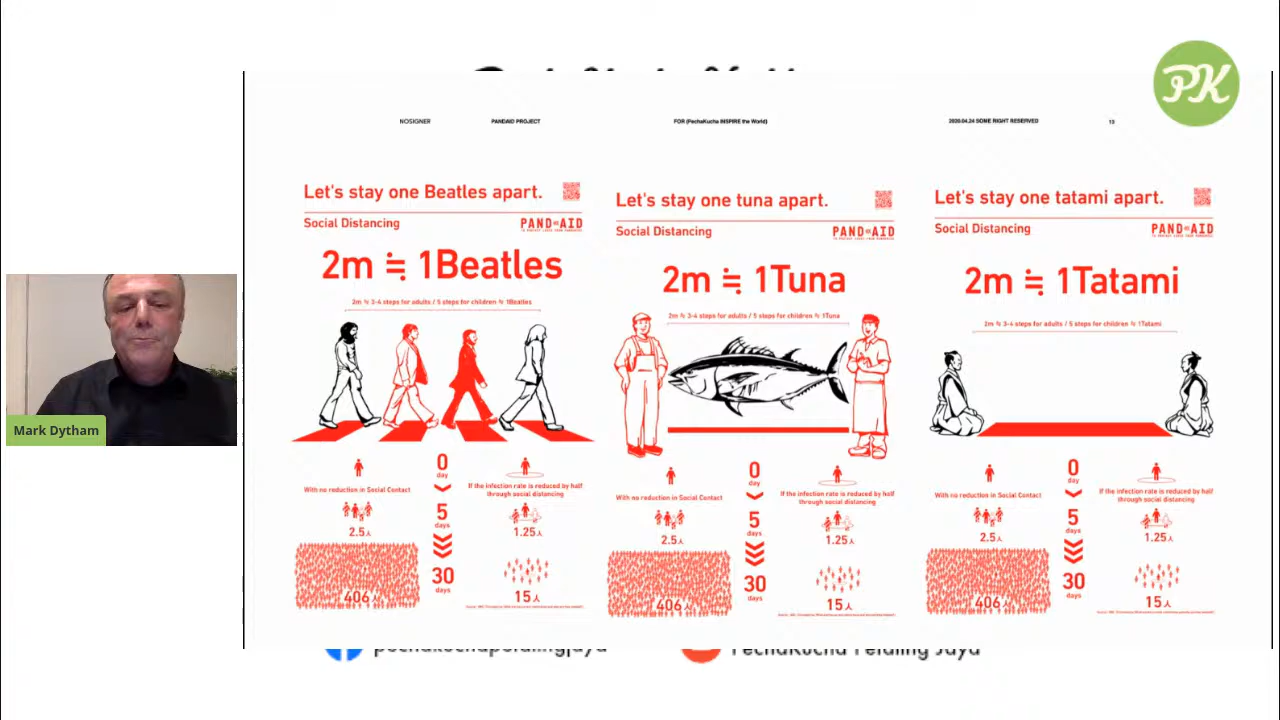 PK
NOSIGNER
PANDAID PROJECT
FOR (PechaKucha INSPIRE the World)
2020.04.24 SOME RIGHT RESERVED
13
Let's stay one Beatles apart.
Social Distancing
PAND AID
2m ≒ 1Beatles
2m ≒ 3-4 steps for adults / 5 steps for children ≒ 1Beatles
0
day
With no reduction in Social Contact
If the infection rate is reduced by half
through social distancing
5
days
2.5人
1.25人
30
days
406人
15人
Let's stay one tuna apart.
Social Distancing
PAND AID
2m ≒ 1Tuna
2m ≒ 3-4 steps for adults / 5 steps for children ≒ 1Tuna
0
day
With no reduction in Social Contact
If the infection rate is reduced by half
through social distancing
5
days
2.5人
1.25人
30
days
406人
15人
Let's stay one tatami apart.
Social Distancing
PAND AID
2m ≒ 1Tatami
2m ≒ 3-4 steps for adults / 5 steps for children ≒ 1Tatami
0
day
With no reduction in Social Contact
If the infection rate is reduced by half
through social distancing
5
days
2.5人
1.25人
30
days
406人
15人
Mark Dytham
pechakuchapetalingjaya
PechaKucha Petaling Jaya